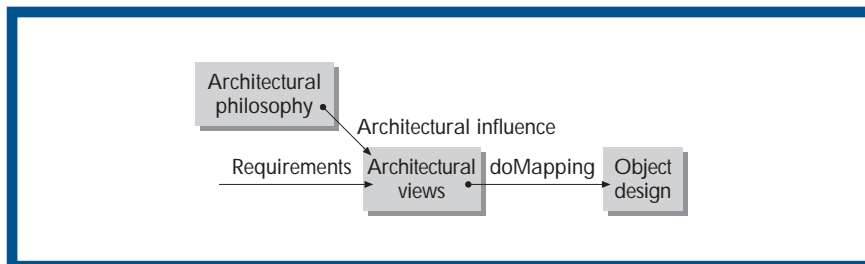 Architectural
philosophy
Architectural influence
Requirements
Architectural
views
doMapping
Object
design